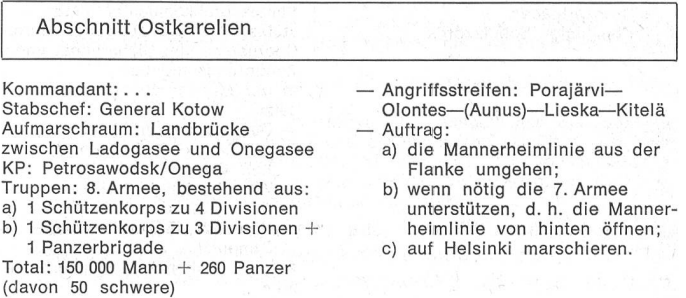 Abschnitt Ostkarelien
Kommandant: . . .
Stabschef: General Kotow
Aufmarschraum: Landbrücke
zwischen Ladogasee und Onegasee
KP: Petrosawodsk/Onega
Truppen: 8. Armee, bestehend aus:
a) 1 Schützenkorps zu 4 Divisionen
b) 1 Schützenkorps zu 3 Divisionen +
1 Panzerbrigade
Total: 150 000 Mann + 260 Panzer
(davon 50 schwere)
— Angriffsstreifen: Porajärvi—
Olontes—(Aunus)—Lieska—Kitelä
— Auftrag:
a) die Mannerheimlinie aus der
Flanke umgehen;
b) wenn nötig die 7. Armee
unterstützen, d. h. die Manner-
heimlinie von hinten öffnen;
c) auf Helsinki marschieren.